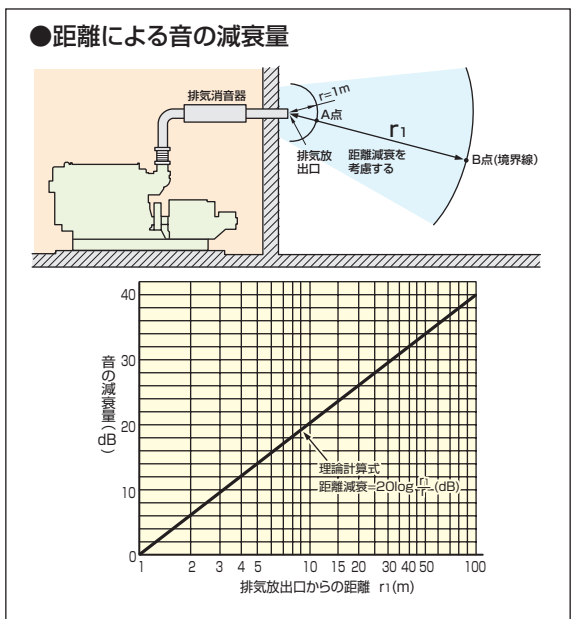 ●距離による音の減衰量
排気消音器
r=1m
A点
r1
排気放
出口
距離減衰を
考慮する
B点(境界線)
音の減衰量(dB)
40
30
20
10
0
理論計算式
距離減衰=20log r1/r (dB)
1 2 3 4 5 10 15 20 30 40 50 100
排気放出口からの距離 r1(m)